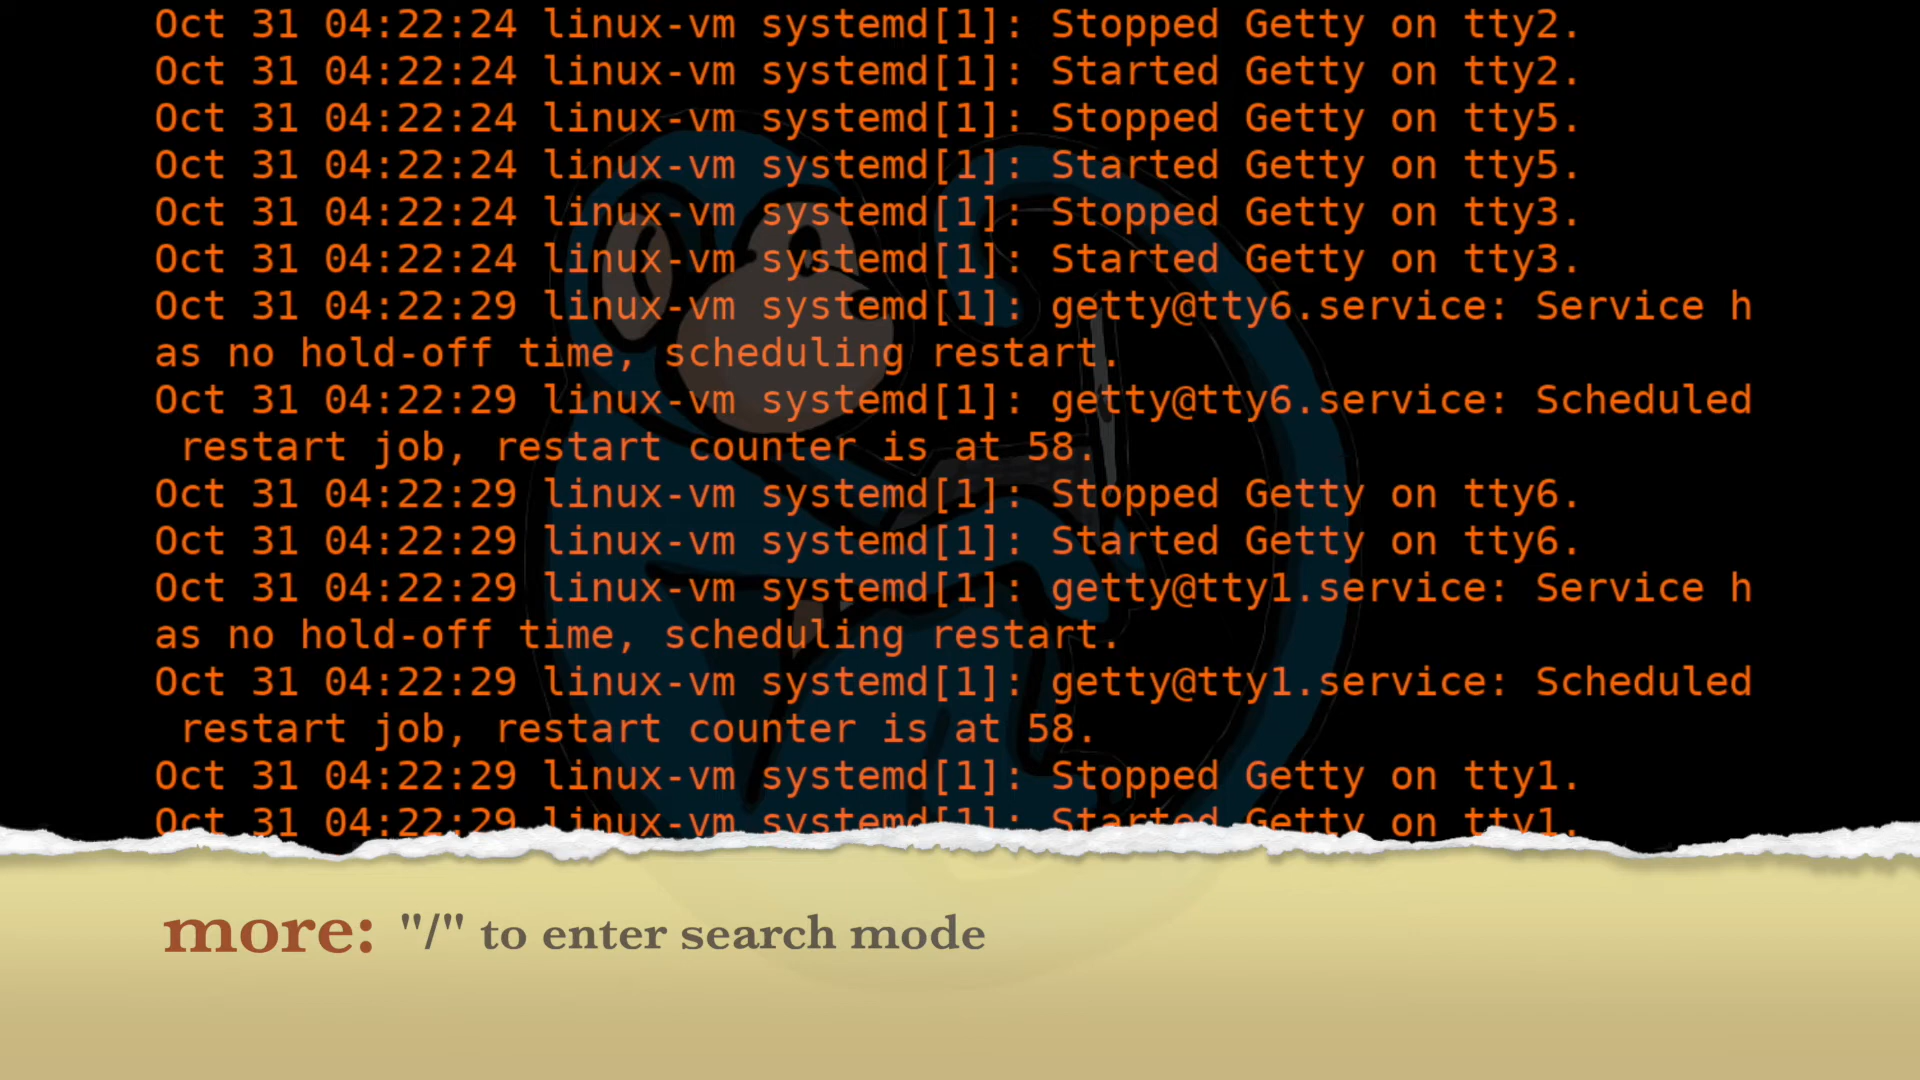 Oct 31 04:22:24 linux-vm systemd[1]: Stopped Getty on tty2.
Oct 31 04:22:24 linux-vm systemd[1]: Started Getty on tty2.
Oct 31 04:22:24 linux-vm systemd[1]: Stopped Getty on tty5.
Oct 31 04:22:24 linux-vm systemd[1]: Started Getty on tty5.
Oct 31 04:22:24 linux-vm systemd[1]: Stopped Getty on tty3.
Oct 31 04:22:24 linux-vm systemd[1]: Started Getty on tty3.
Oct 31 04:22:29 linux-vm systemd[1]: getty@tty6.service: Service h
as no hold-off time, scheduling restart.
Oct 31 04:22:29 linux-vm systemd[1]: getty@tty6.service: Scheduled
 restart job, restart counter is at 58.
Oct 31 04:22:29 linux-vm systemd[1]: Stopped Getty on tty6.
Oct 31 04:22:29 linux-vm systemd[1]: Started Getty on tty6.
Oct 31 04:22:29 linux-vm systemd[1]: getty@tty1.service: Service h
as no hold-off time, scheduling restart.
Oct 31 04:22:29 linux-vm systemd[1]: getty@tty1.service: Scheduled
 restart job, restart counter is at 58.
Oct 31 04:22:29 linux-vm systemd[1]: Stopped Getty on tty1.
Oct 31 04:22:29 linux-vm systemd[1]: Started Getty on tty1.
more: "/" to enter search mode